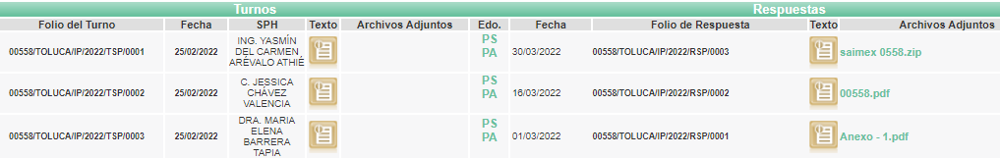 Turnos Respuestas
Folio del Turno Fecha SPH Texto Archivos Adjuntos Edo. Fecha Folio de Respuesta Texto Archivos Adjuntos
00558/TOLUCA/IP/2022/TSP/0001 25/02/2022 ING. YASMÍN DEL CARMEN ARÉVALO ATHIÉ PS PA 30/03/2022 00558/TOLUCA/IP/2022/RSP/0003 saimex 0558.zip
00558/TOLUCA/IP/2022/TSP/0002 25/02/2022 C. JESSICA CHÁVEZ VALENCIA PS PA 16/03/2022 00558/TOLUCA/IP/2022/RSP/0002 00558.pdf
00558/TOLUCA/IP/2022/TSP/0003 25/02/2022 DRA. MARIA ELENA BARRERA TAPIA PS PA 01/03/2022 00558/TOLUCA/IP/2022/RSP/0001 Anexo - 1.pdf